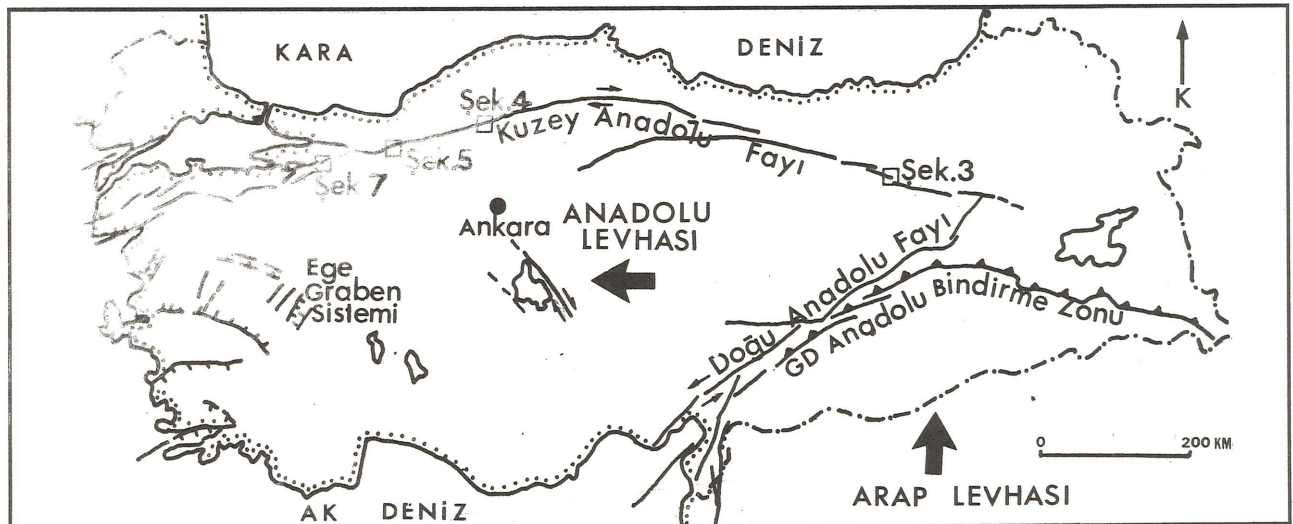 KARA DENİZ
K
Şek.4
Kuzey Anadolu Fayı
Şek.5
Şek 7
Şek.3
Ankara
ANADOLU
LEVHASI
Ege
Graben
Sistemi
Doğu Anadolu Fayı
GD Anadolu Bindirme Zonu
0 200 KM
ARAP LEVHASI
AK DENİZ